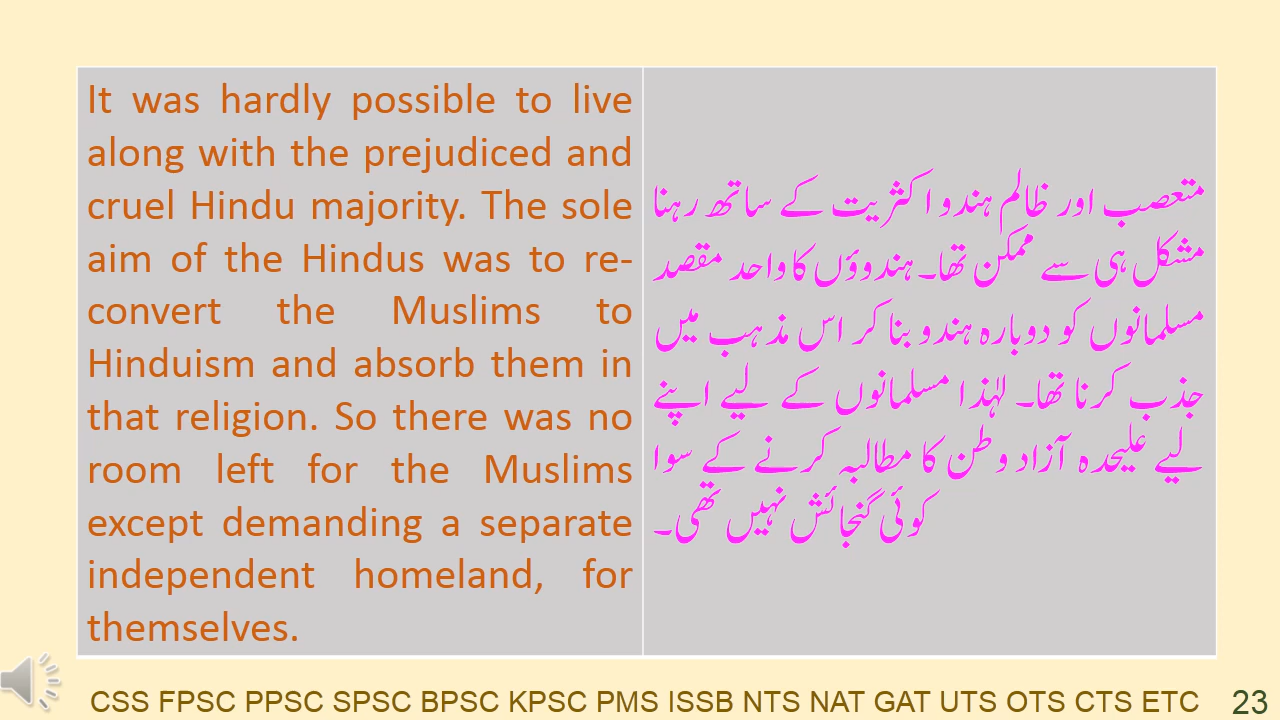 It was hardly possible to live
along with the prejudiced and
cruel Hindu majority. The sole
aim of the Hindus was to re-
convert the Muslims to
Hinduism and absorb them in
that religion. So there was no
room left for the Muslims
except demanding a separate
independent homeland, for
themselves.
متعصب اور ظالم ہندو اکثریت کے ساتھ رہنا
مشکل ہی سے ممکن تھا۔ ہندوؤں کا واحد مقصد
مسلمانوں کو دوبارہ ہندو بنا کر اس مذہب میں
جذب کرنا تھا۔ لہٰذا مسلمانوں کے لیے اپنے
لیے علیحدہ آزاد وطن کا مطالبہ کرنے کے سوا
کوئی گنجائش نہیں تھی۔
CSS FPSC PPSC SPSC BPSC KPSC PMS ISSB NTS NAT GAT UTS OTS CTS ETC 23